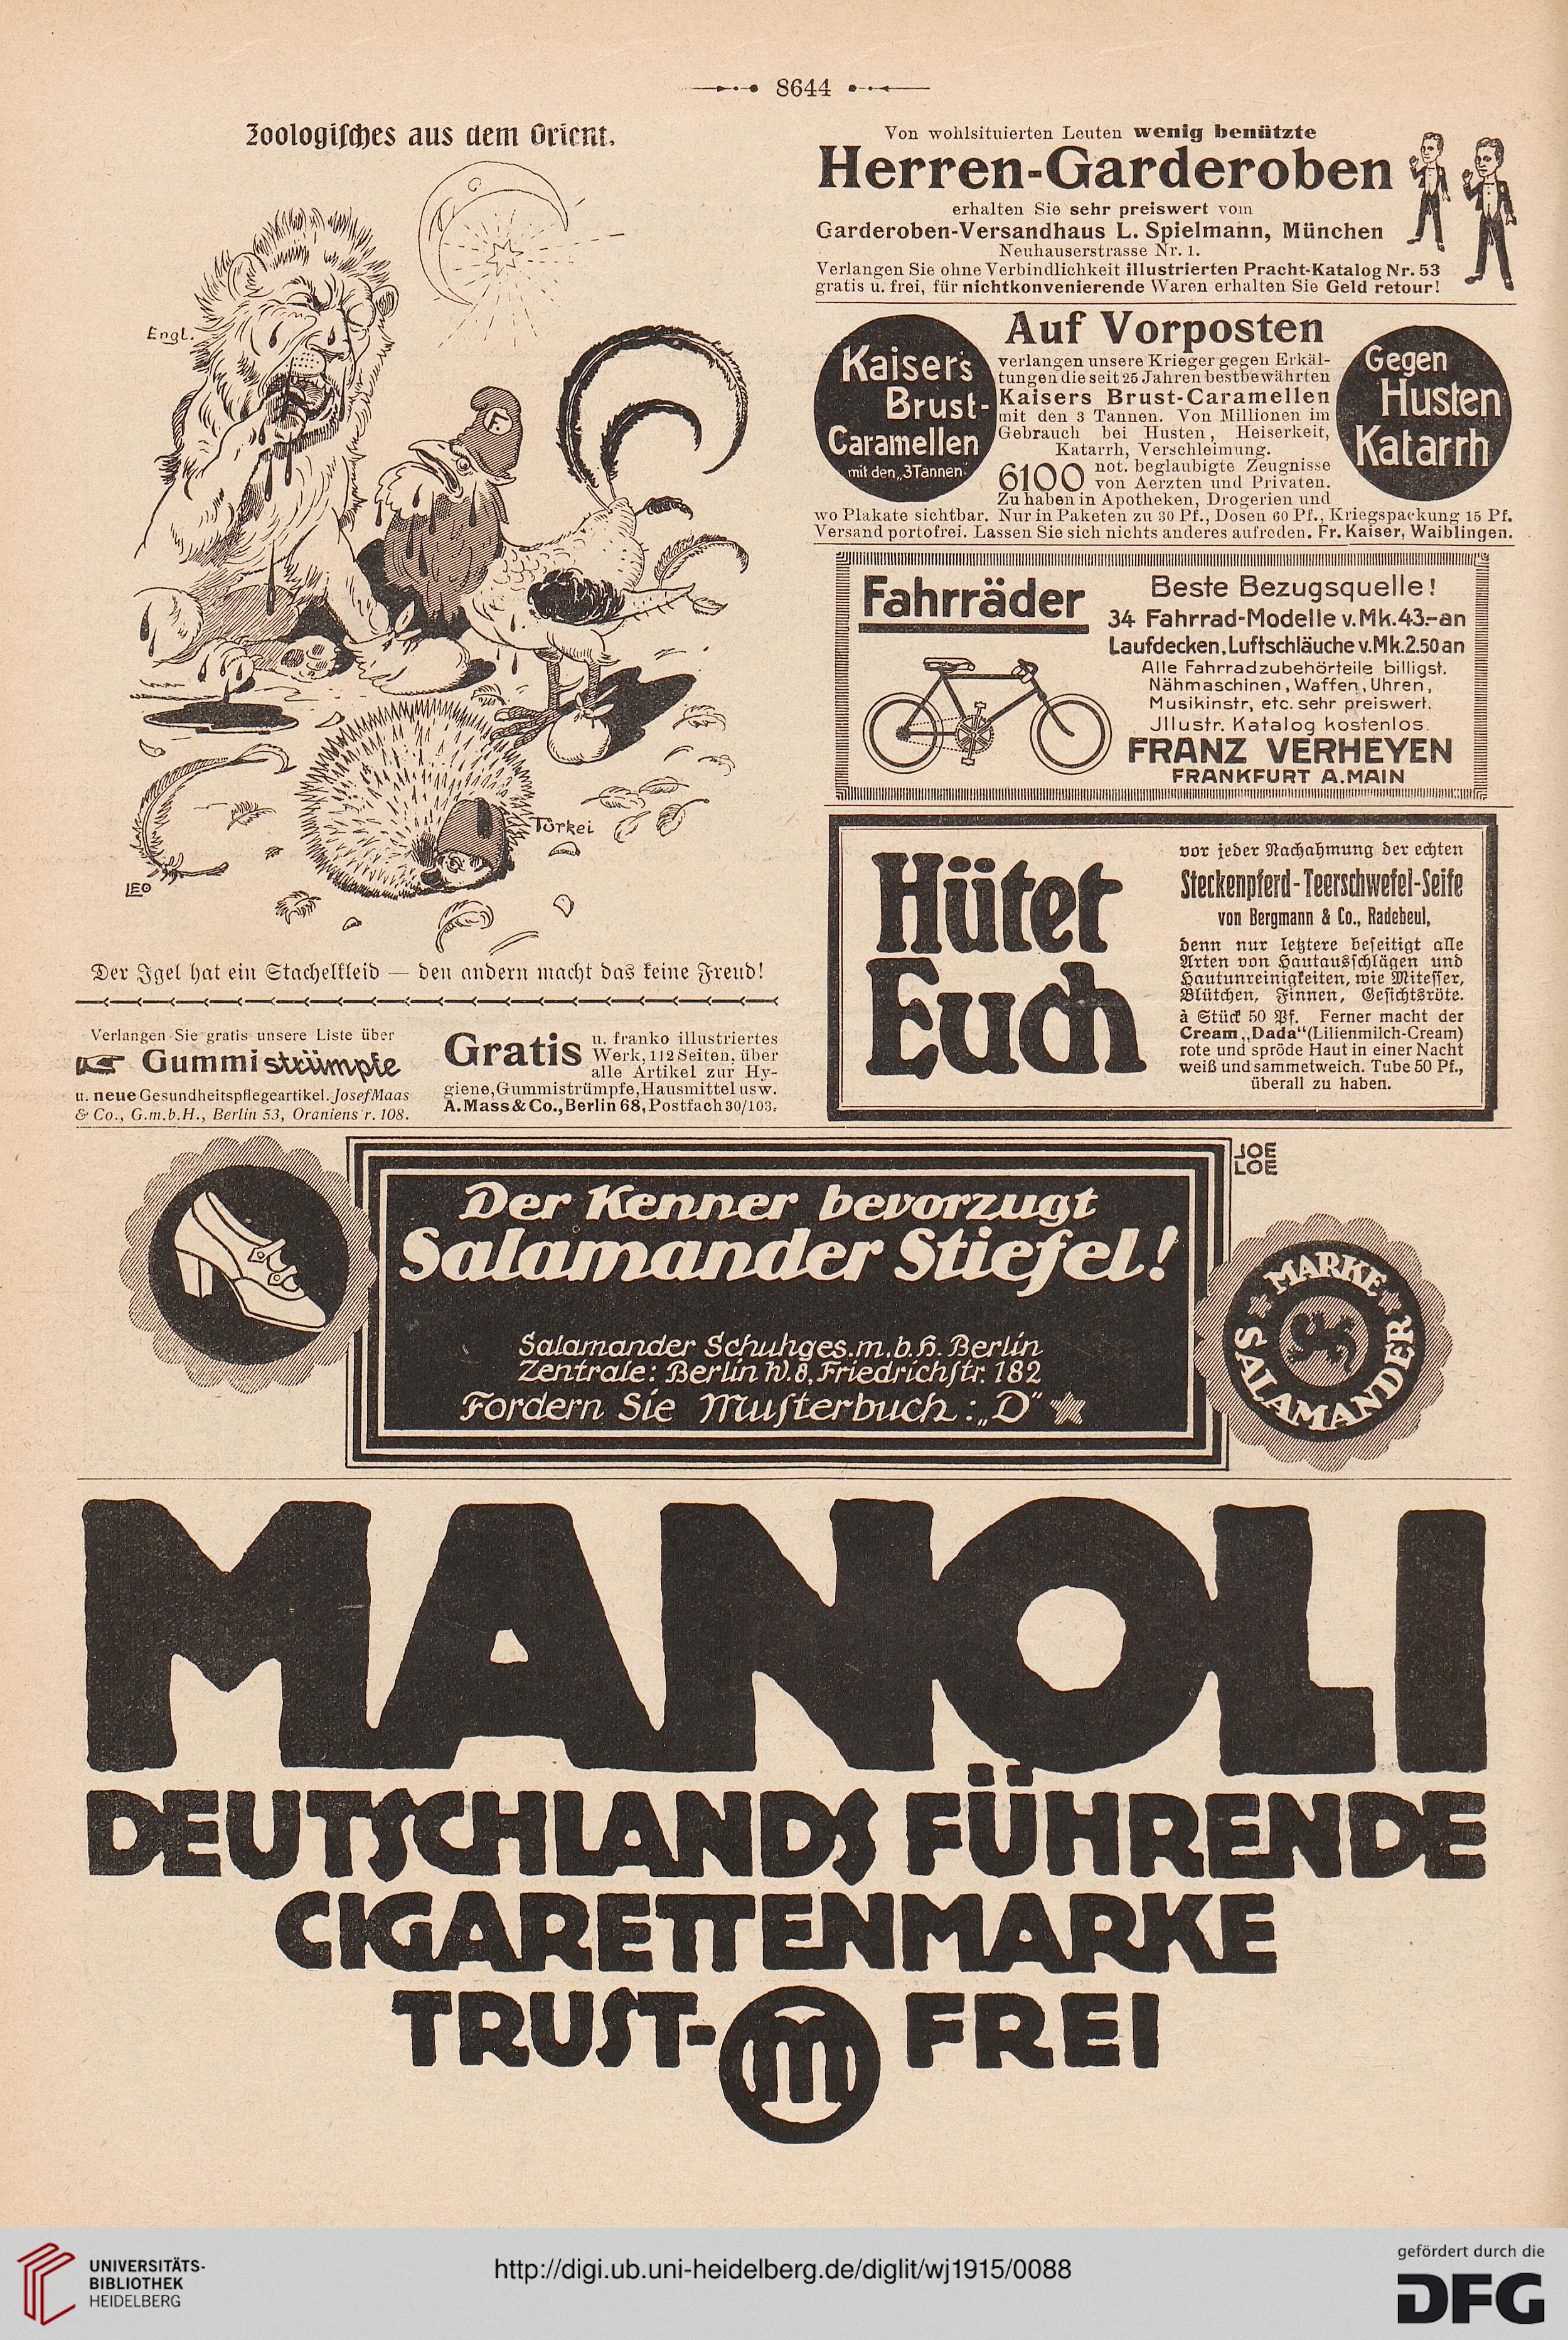 8644
Zoologisches aus dem Orient.
Engl.
F.
Türkei
LEO
Der Igel hat ein Stachelkleid — den andern macht das keine Freud!
Verlangen Sie gratis unsere Liste über
Gummistrümpfe
u. neue Gesundheitspflegeartikel. Josef Maas
& Co., G.m.b.H., Berlin 53, Oraniens r. 108.
Gratis u. franko illustriertes
Werk, 112 Seiten, über
alle Artikel zur Hy-
giene, Gummistrümpfe, Hausmittel usw.
A. Mass & Co., Berlin 68, Postfach 30/103.
Von wohlsituierten Leuten wenig benützte
Herren-Garderoben
erhalten Sie sehr preiswert vom
Garderoben-Versandhaus L. Spielmann, München
Neuhauserstrasse Nr. 1.
Verlangen Sie ohne Verbindlichkeit illustrierten Pracht-Katalog Nr. 53
gratis u. frei, für nichtkonvenierende Waren erhalten Sie Geld retour!
Kaiser's
Brust-
Caramellen
mit den „3 Tannen“
Auf Vorposten
verlangen unsere Krieger gegen Erkäl-
tungen die seit 25 Jahren bestbewährten
Kaisers Brust-Caramellen
mit den 3 Tannen. Von Millionen im
Gebrauch bei Husten, Heiserkeit,
Katarrh, Verschleimung.
6100 not. beglaubigte Zeugnisse
von Aerzten und Privaten.
Zu haben in Apotheken, Drogerien und
wo Plakate sichtbar. Nur in Paketen zu 30 Pf., Dosen 60 Pf., Kriegspackung 15 Pf.
Versand portofrei. Lassen Sie sich nichts anderes aufreden. Fr. Kaiser, Waiblingen.
Gegen
Husten
Katarrh
Fahrräder
Beste Bezugsquelle!
34 Fahrrad-Modelle v. Mk. 43.- an
Laufdecken, Luftschläuche v. Mk. 2.50 an
Alle Fahrradzubehörteile billigst.
Nähmaschinen, Waffen, Uhren,
Musikinstr, etc. sehr preiswert.
Jllustr. Katalog kostenlos
FRANZ VERHEYEN
FRANKFURT A. MAIN
Hütet
Euch
vor jeder Nachahmung der echten
Steckenpferd-Teerschwefel-Seife
von Bergmann & Co., Radebeul,
denn nur letztere beseitigt alle
Arten von Hautausschlägen und
Hautunreinigkeiten, wie Mitesser,
Blütchen, Finnen, Gesichtsröte.
à Stück 50 Pf. Ferner macht der
Cream „Dada“ (Lilienmilch-Cream)
rote und spröde Haut in einer Nacht
weiß und sammetweich. Tube 50 Pf.,
überall zu haben.
JOE
LOE
Der Kenner bevorzugt
Salamander Stiefel!
Salamander Schuhges.m.b.H. Berlin
Zentrale: Berlin W. 8, Friedrichstr. 182
Fordern Sie Musterbuch: „D“
MARKE
SALAMANDER
MANOLI
DEUTSCHLANDS FÜHRENDE
CIGARETTENMARKE
TRUST- M FREI
UNIVERSITÄTS-
BIBLIOTHEK
HEIDELBERG
http://digi.ub.uni-heidelberg.de/diglit/wj1915/0088
gefördert durch die
DFG